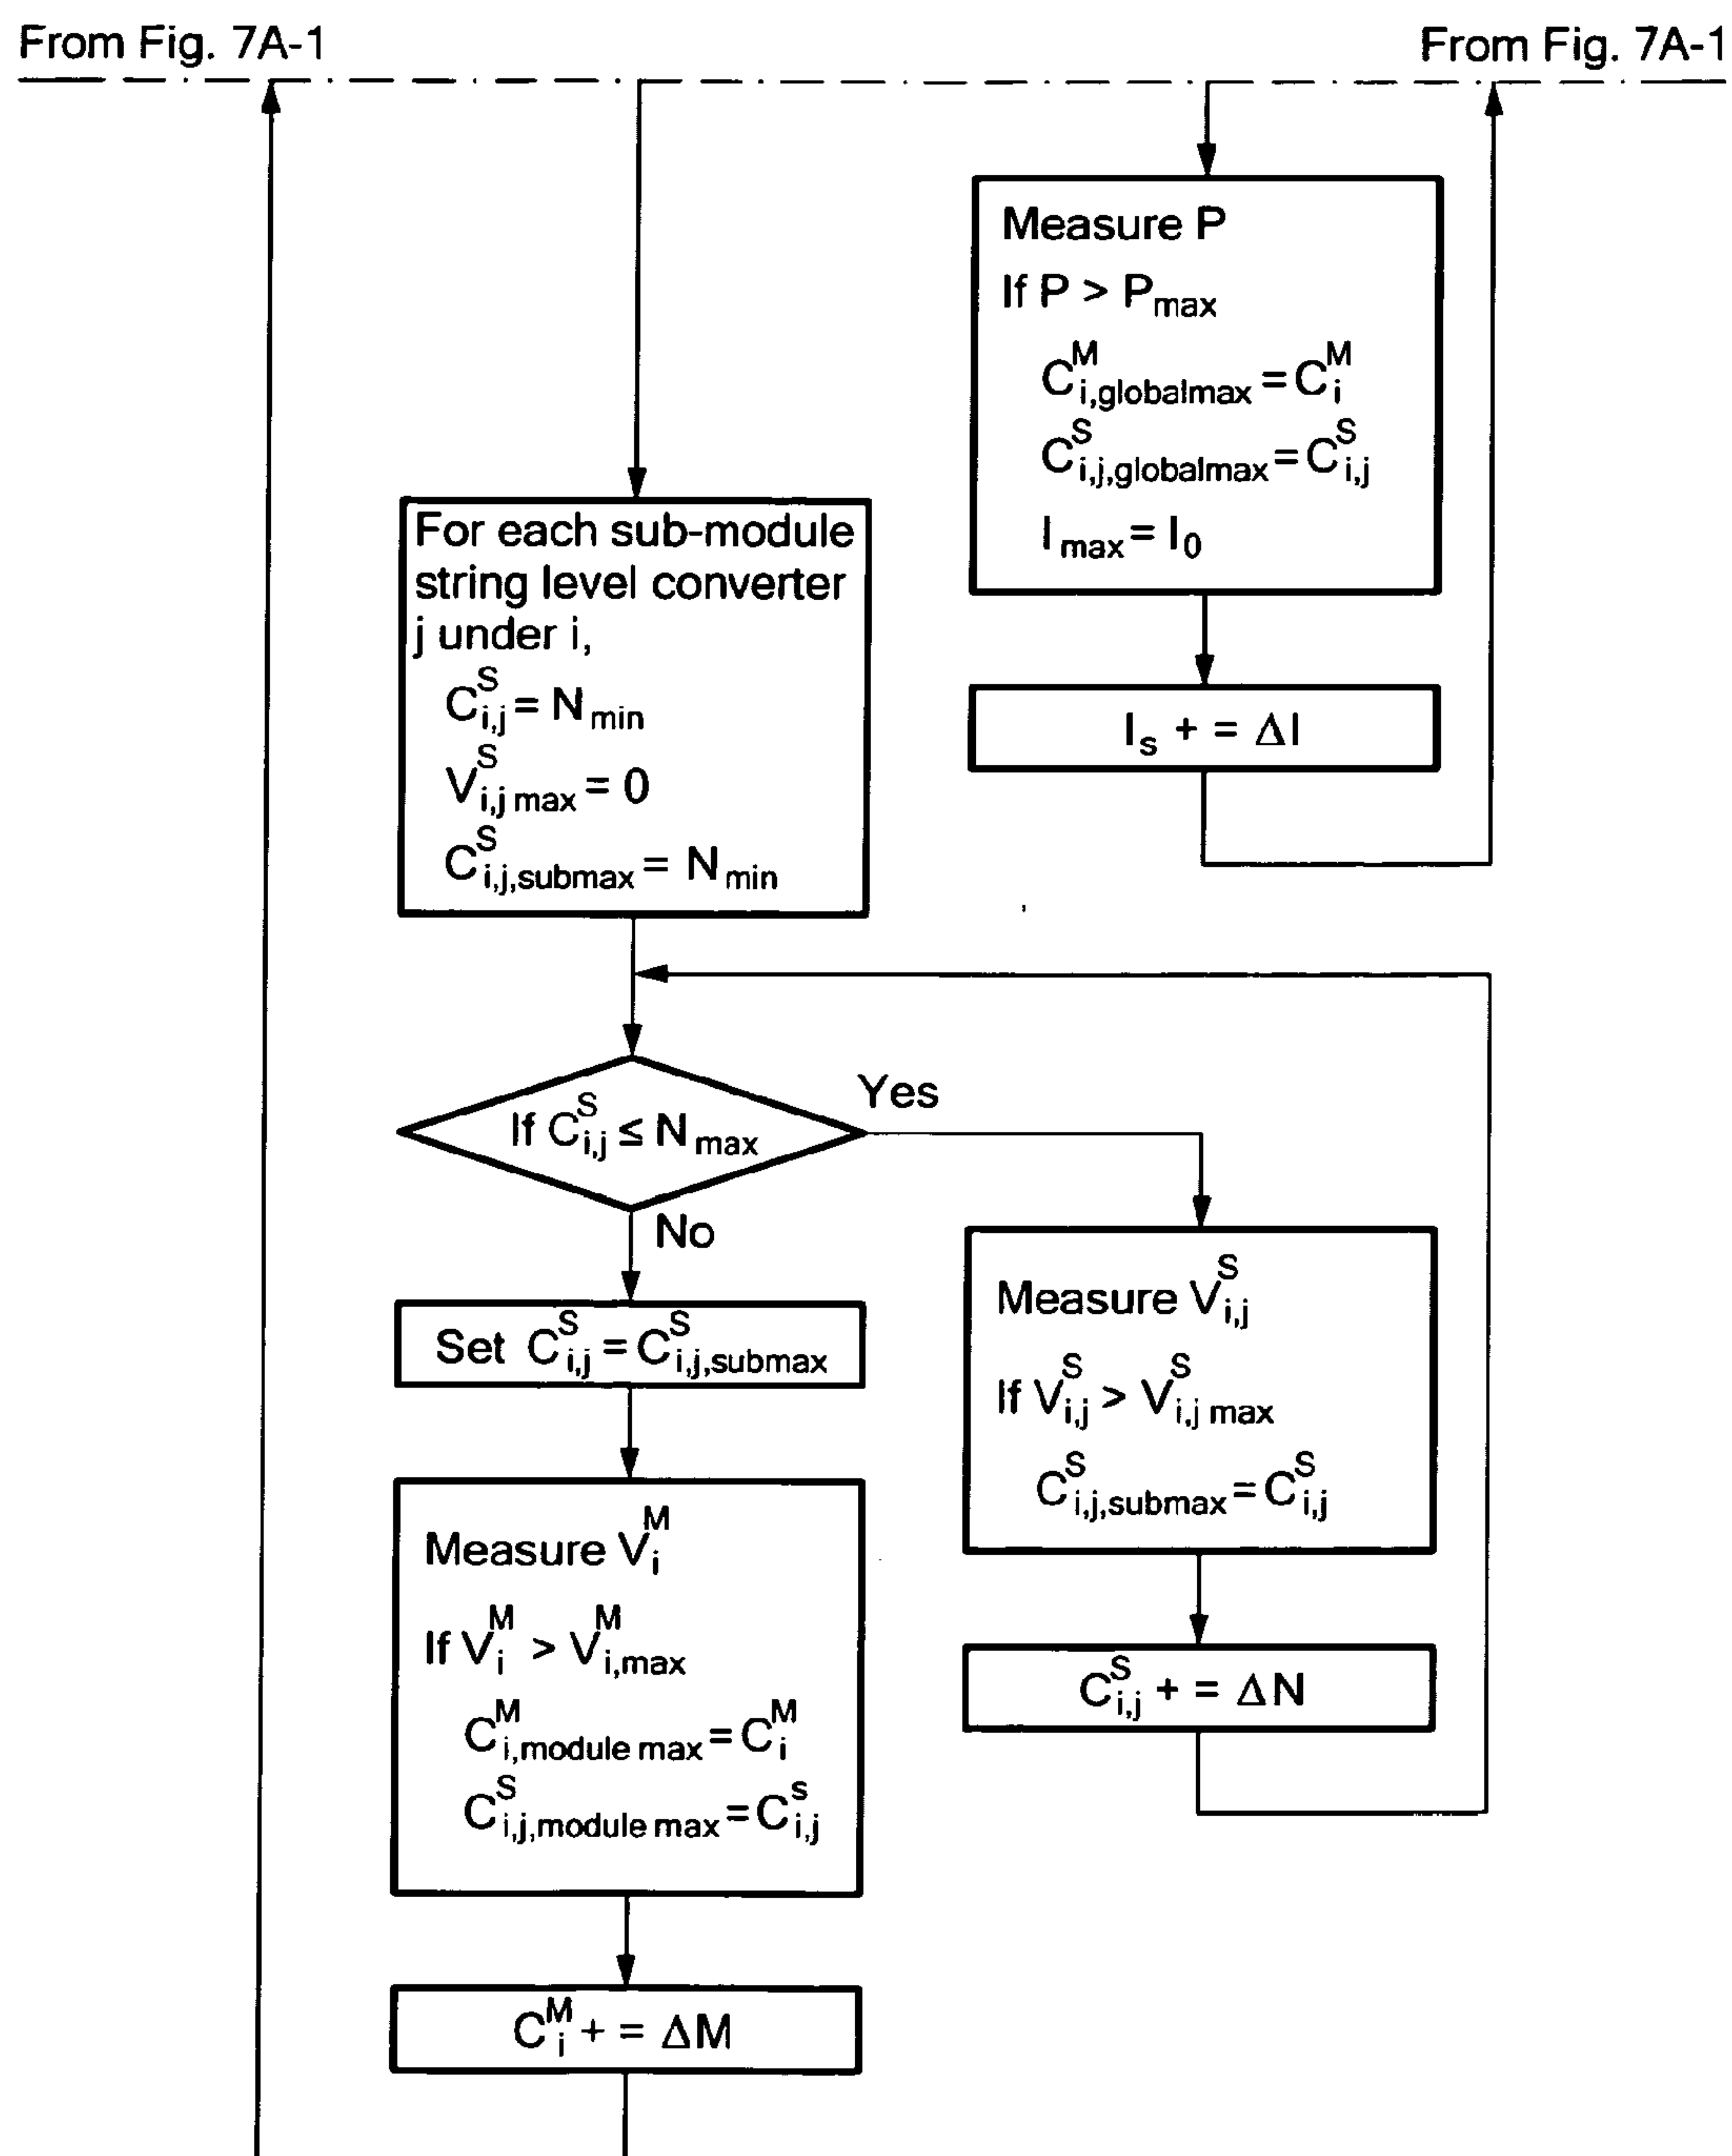 From Fig. 7A-1
From Fig. 7A-1
Measure P
If P > P_max
C^M_i,globalmax = C^M_i
C^S_i,j,globalmax = C^S_i,j
I_max = I_0
I_s + = ΔI
For each sub-module
string level converter
j under i,
C^S_i,j = N_min
V^S_i,j max = 0
C^S_i,j,submax = N_min
If C^S_i,j ≤ N_max
Yes
No
Measure V^S_i,j
If V^S_i,j > V^S_i,j max
C^S_i,j,submax = C^S_i,j
C^S_i,j + = ΔN
Set C^S_i,j = C^S_i,j,submax
Measure V^M_i
If V^M_i > V^M_i,max
C^M_i,module max = C^M_i
C^S_i,j,module max = C^s_i,j
C^M_i + = ΔM